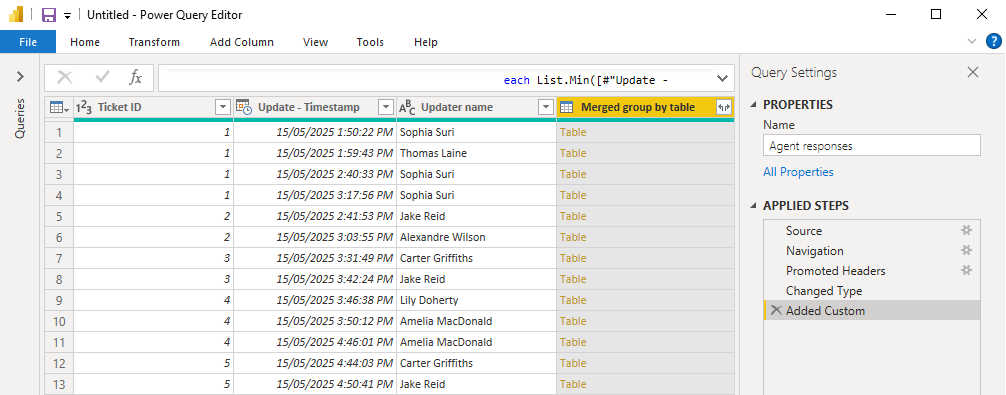 Untitled - Power Query Editor
File Home Transform Add Column View Tools Help
?
fx each List.Min([#"Update -
Query Settings
Queries
PROPERTIES
Name
Agent responses
All Properties
APPLIED STEPS
Source
Navigation
Promoted Headers
Changed Type
Added Custom
123 Ticket ID Update - Timestamp ABC Updater name Merged group by table
1 1 15/05/2025 1:50:22 PM Sophia Suri Table
2 1 15/05/2025 1:59:43 PM Thomas Laine Table
3 1 15/05/2025 2:40:33 PM Sophia Suri Table
4 1 15/05/2025 3:17:56 PM Sophia Suri Table
5 2 15/05/2025 2:41:53 PM Jake Reid Table
6 2 15/05/2025 3:03:55 PM Alexandre Wilson Table
7 3 15/05/2025 3:31:49 PM Carter Griffiths Table
8 3 15/05/2025 3:42:24 PM Jake Reid Table
9 4 15/05/2025 3:46:38 PM Lily Doherty Table
10 4 15/05/2025 3:50:12 PM Amelia MacDonald Table
11 4 15/05/2025 4:46:01 PM Amelia MacDonald Table
12 5 15/05/2025 4:44:03 PM Carter Griffiths Table
13 5 15/05/2025 4:50:41 PM Jake Reid Table